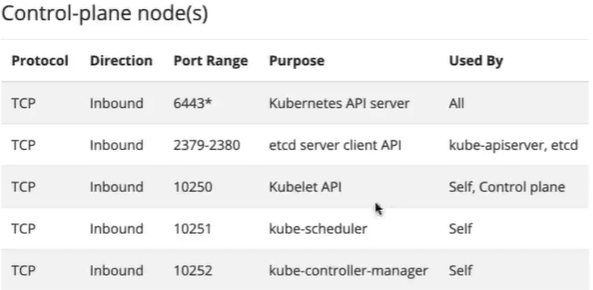 Control-plane node(s)
Protocol Direction Port Range Purpose Used By
TCP Inbound 6443* Kubernetes API server All
TCP Inbound 2379-2380 etcd server client API kube-apiserver, etcd
TCP Inbound 10250 Kubelet API Self, Control plane
TCP Inbound 10251 kube-scheduler Self
TCP Inbound 10252 kube-controller-manager Self